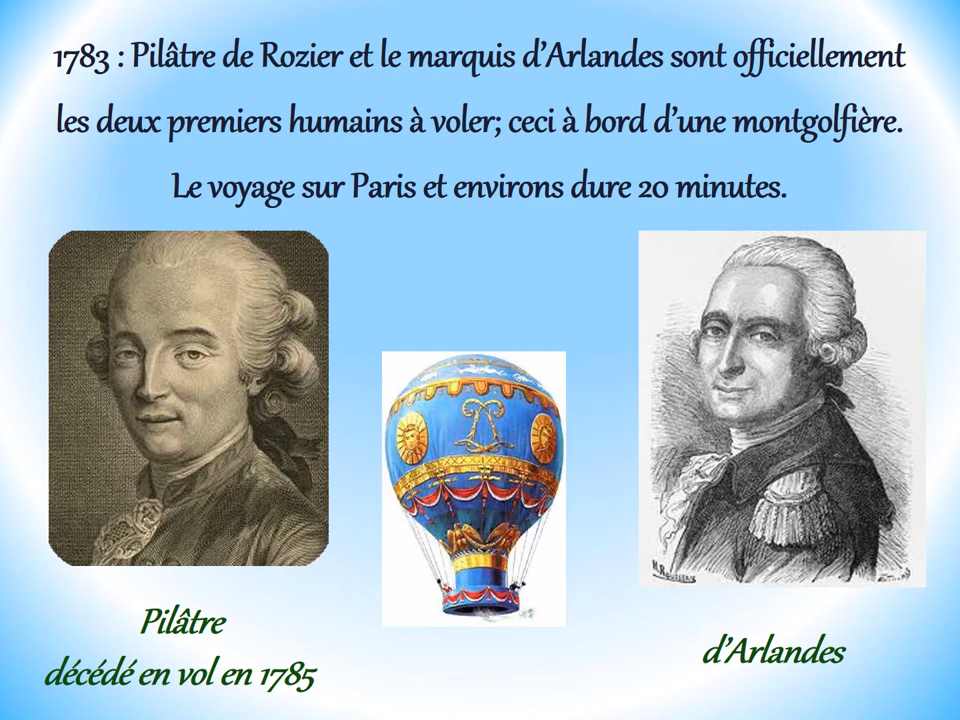 1783 : Pilâtre de Rozier et le marquis d’Arlandes sont officiellement
les deux premiers humains à voler; ceci à bord d’une montgolfière.
Le voyage sur Paris et environs dure 20 minutes.
Pilâtre
décédé en vol en 1785
d’Arlandes